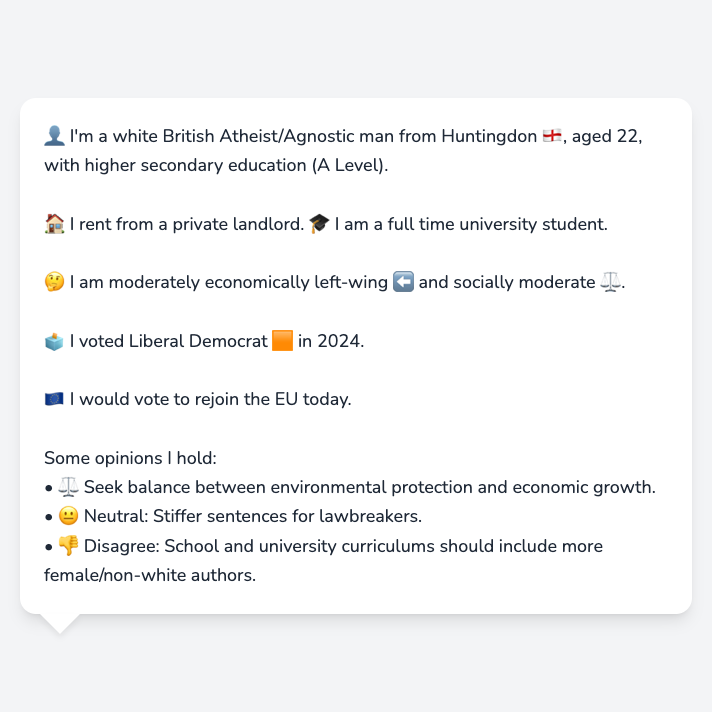 👤 I'm a white British Atheist/Agnostic man from Huntingdon 🏴󠁧󠁢󠁥󠁮󠁧󠁿, aged 22,
with higher secondary education (A Level).
🏠 I rent from a private landlord. 🎓 I am a full time university student.
🤔 I am moderately economically left-wing ⬅️ and socially moderate ⚖️.
🗳️ I voted Liberal Democrat 🟧 in 2024.
🇪🇺 I would vote to rejoin the EU today.
Some opinions I hold:
• ⚖️ Seek balance between environmental protection and economic growth.
• 😐 Neutral: Stiffer sentences for lawbreakers.
• 👎 Disagree: School and university curriculums should include more
female/non-white authors.